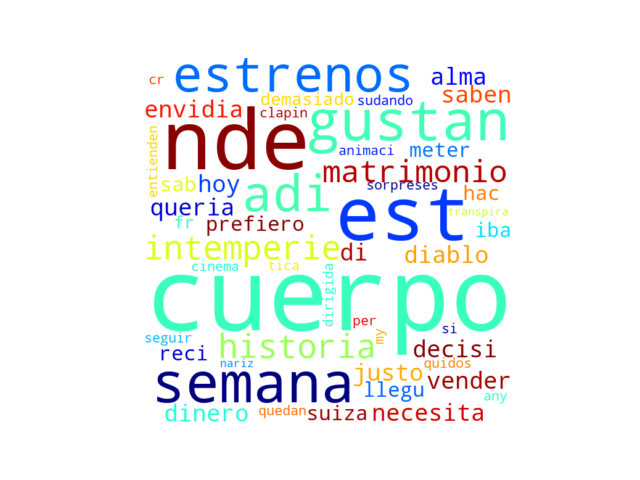 cr estrenos alma
envidia demasiado sudando saben
clapin
nde gustan
entienden animaci meter
matrimonio
sab hoy adi sorpreses hac
queria est transpira
fr prefiero iba
intemperie di diablo
cinema tica
cuerpo dirigida
per si
seguir historia my decisi
reci nariz quidos
semana justo vender
llegu any
dinero quedan suiza necesita